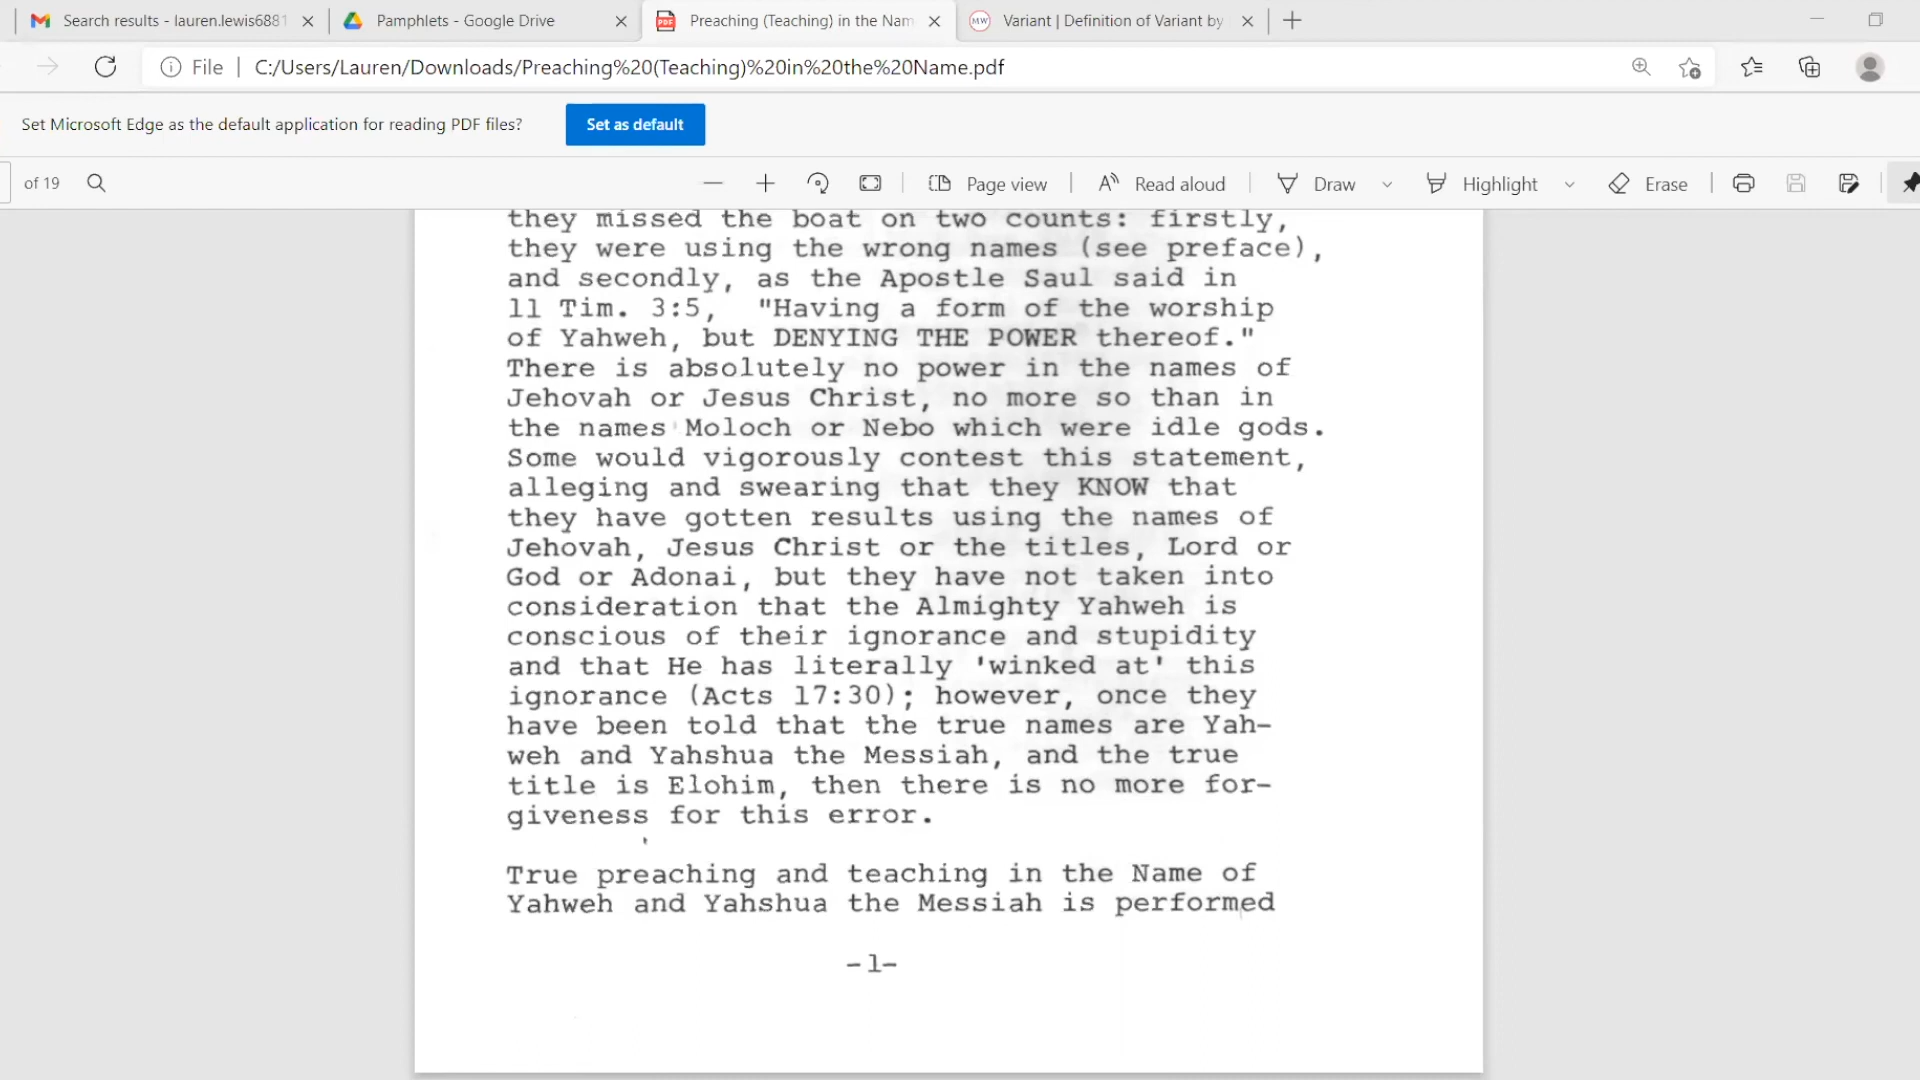 Search results - lauren.lewis6881
Pamphlets - Google Drive
PDF
Preaching (Teaching) in the Nam
MW
Variant | Definition of Variant by
File
C:/Users/Lauren/Downloads/Preaching%20(Teaching)%20in%20the%20Name.pdf
Set Microsoft Edge as the default application for reading PDF files?
Set as default
of 19
Page view
Read aloud
Draw
Highlight
Erase
they missed the boat on two counts: firstly,
they were using the wrong names (see preface),
and secondly, as the Apostle Saul said in
ll Tim. 3:5, "Having a form of the worship
of Yahweh, but DENYING THE POWER thereof."
There is absolutely no power in the names of
Jehovah or Jesus Christ, no more so than in
the names Moloch or Nebo which were idle gods.
Some would vigorously contest this statement,
alleging and swearing that they KNOW that
they have gotten results using the names of
Jehovah, Jesus Christ or the titles, Lord or
God or Adonai, but they have not taken into
consideration that the Almighty Yahweh is
conscious of their ignorance and stupidity
and that He has literally 'winked at' this
ignorance (Acts 17:30); however, once they
have been told that the true names are Yah-
weh and Yahshua the Messiah, and the true
title is Elohim, then there is no more for-
giveness for this error.
True preaching and teaching in the Name of
Yahweh and Yahshua the Messiah is performed
-1-